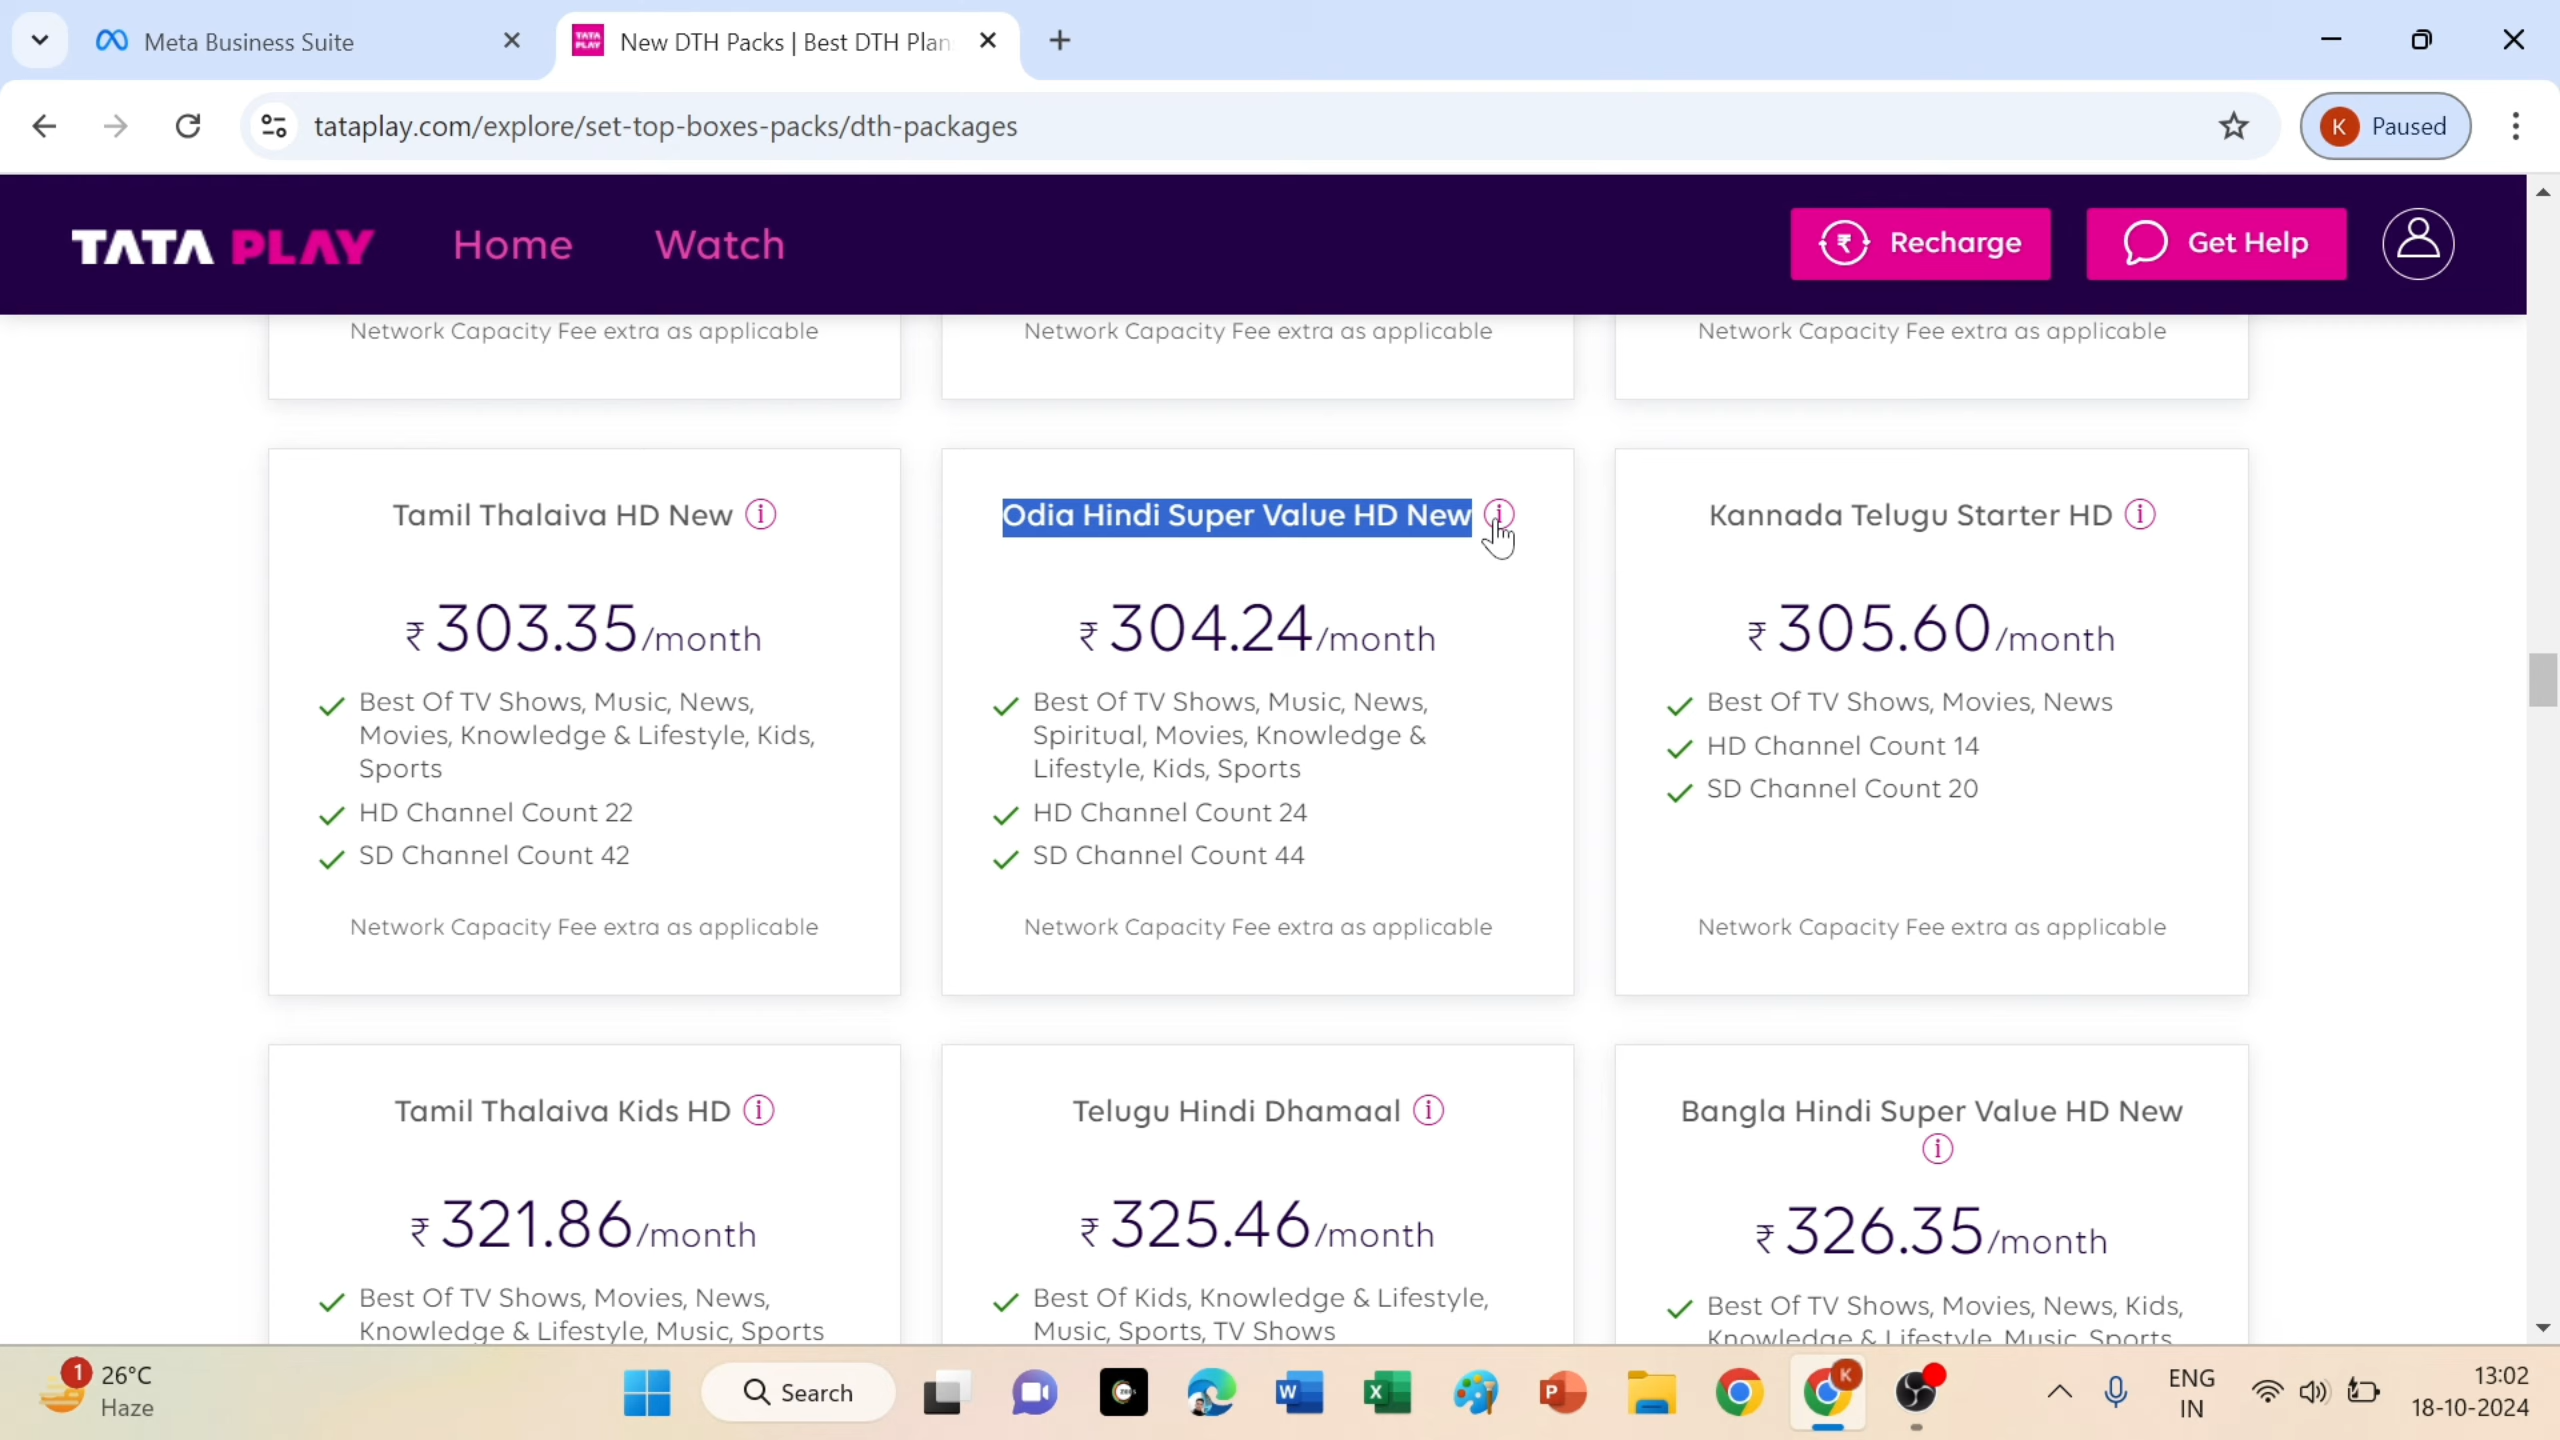 Meta Business Suite
New DTH Packs | Best DTH Plan
tataplay.com/explore/set-top-boxes-packs/dth-packages
K Paused
TATA PLAY
Home
Watch
Recharge
Get Help
Network Capacity Fee extra as applicable
Network Capacity Fee extra as applicable
Network Capacity Fee extra as applicable
Tamil Thalaiva HD New
₹ 303.35/month
Best Of TV Shows, Music, News,
Movies, Knowledge & Lifestyle, Kids,
Sports
HD Channel Count 22
SD Channel Count 42
Network Capacity Fee extra as applicable
Odia Hindi Super Value HD New
₹ 304.24/month
Best Of TV Shows, Music, News,
Spiritual, Movies, Knowledge &
Lifestyle, Kids, Sports
HD Channel Count 24
SD Channel Count 44
Network Capacity Fee extra as applicable
Kannada Telugu Starter HD
₹ 305.60/month
Best Of TV Shows, Movies, News
HD Channel Count 14
SD Channel Count 20
Network Capacity Fee extra as applicable
Tamil Thalaiva Kids HD
₹ 321.86/month
Best Of TV Shows, Movies, News,
Knowledge & Lifestyle, Music, Sports
Telugu Hindi Dhamaal
₹ 325.46/month
Best Of Kids, Knowledge & Lifestyle,
Music, Sports, TV Shows
Bangla Hindi Super Value HD New
₹ 326.35/month
Best Of TV Shows, Movies, News, Kids,
Knowledge & Lifestyle, Music, Sports
1
26°C
Haze
Search
ENG
IN
13:02
18-10-2024